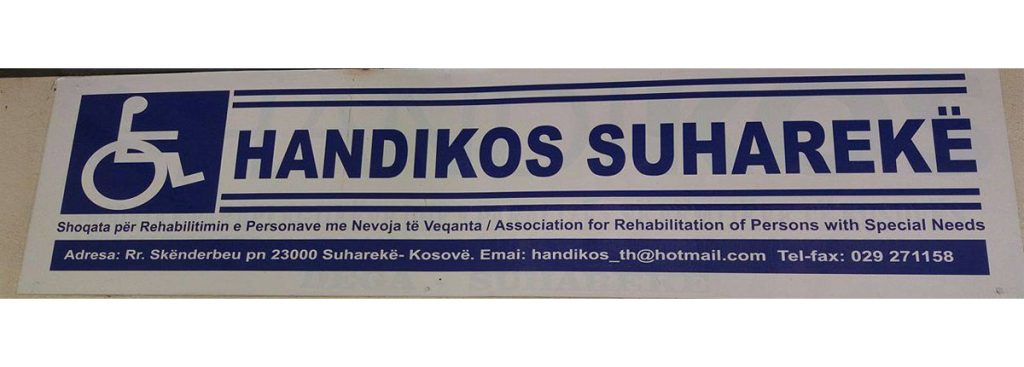 HANDIKOS SUHAREKË
Shoqata për Rehabilitimin e Personave me Nevoja të Veqanta / Association for Rehabilitation of Persons with Special Needs
Adresa: Rr. Skënderbeu pn 23000 Suharekë- Kosovë. Emai: handikos_th@hotmail.com Tel-fax: 029 271158